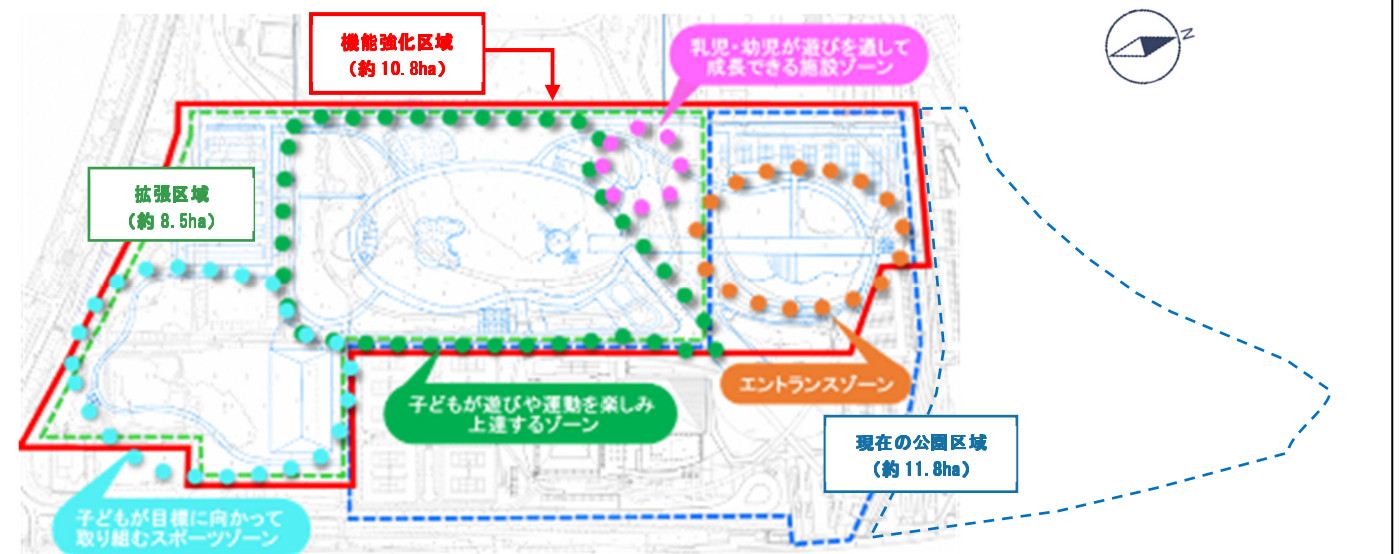 機能強化区域
（約 10.8ha）
乳児・幼児が遊びを通して
成長できる施設ゾーン
N
拡張区域
（約 8.5ha）
子どもが遊びや運動を楽しみ
上達するゾーン
エントランスゾーン
現在の公園区域
（約 11.8ha）
子どもが目標に向かって
取り組むスポーツゾーン